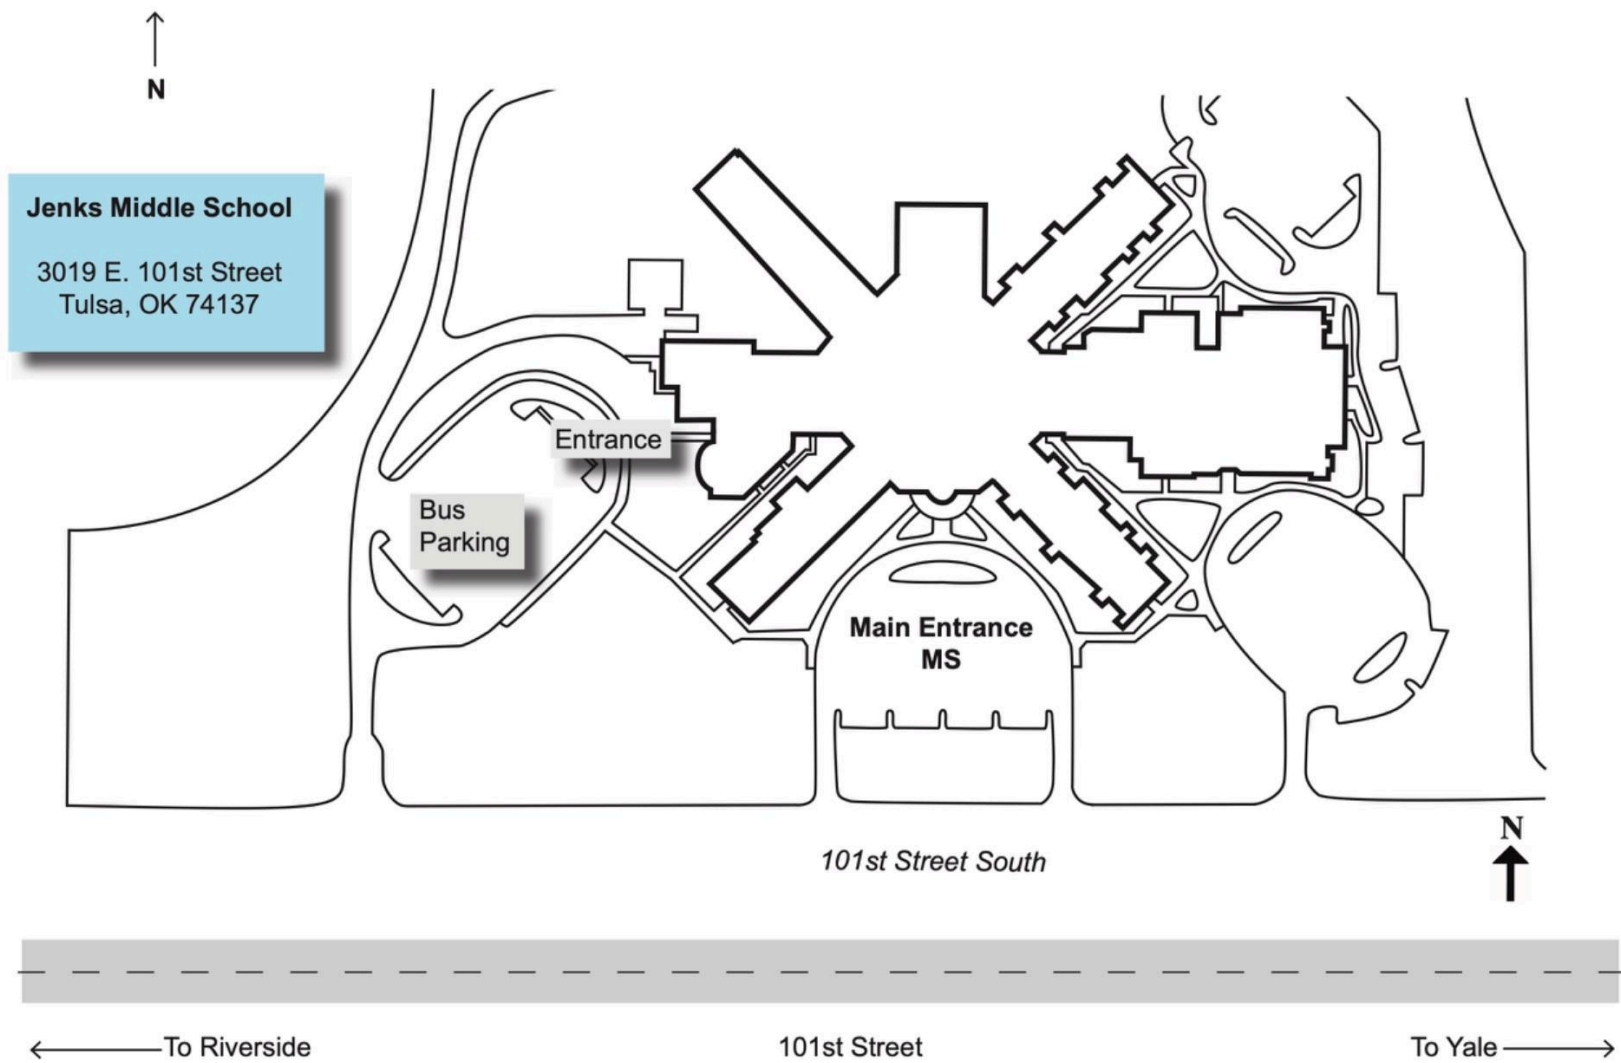 N
Jenks Middle School
3019 E. 101st Street
Tulsa, OK 74137
Entrance
Bus
Parking
Main Entrance
MS
101st Street South
N
To Riverside
101st Street
To Yale